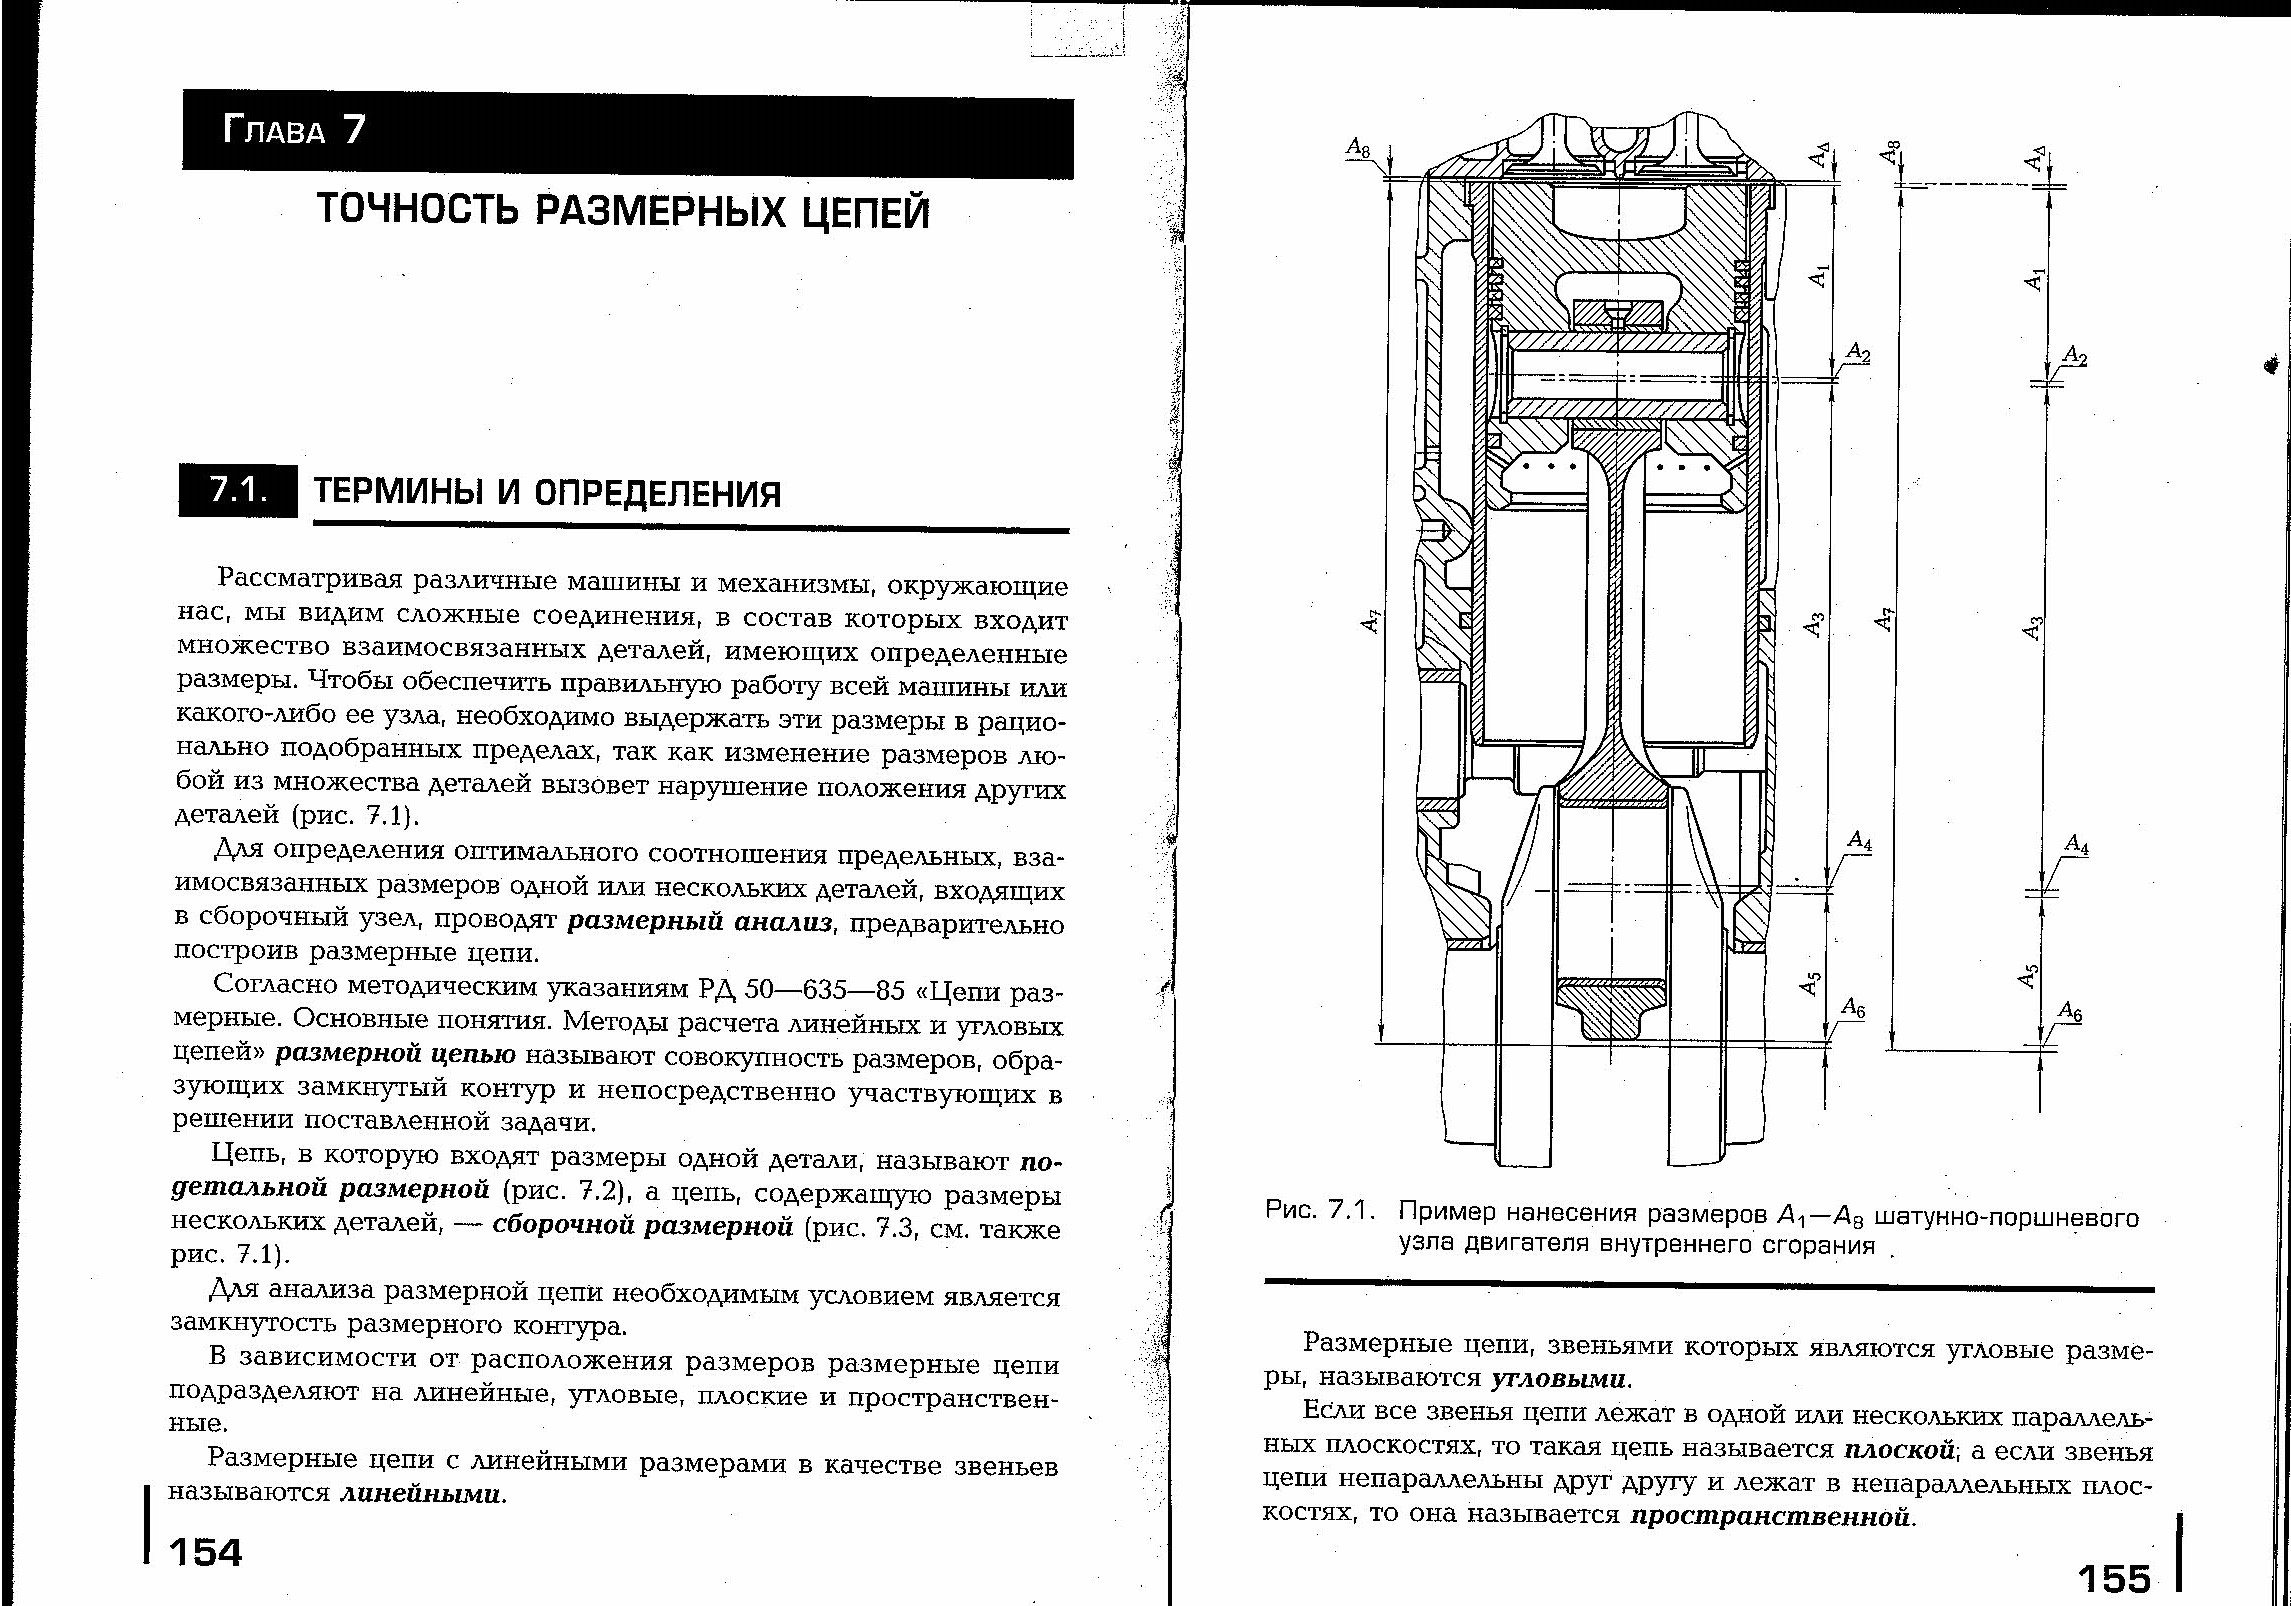 Глава 7
ТОЧНОСТЬ РАЗМЕРНЫХ ЦЕПЕЙ
7.1. ТЕРМИНЫ И ОПРЕДЕЛЕНИЯ
Рассматривая различные машины и механизмы, окружающие
нас, мы видим сложные соединения, в состав которых входит
множество взаимосвязанных деталей, имеющих определенные
размеры. Чтобы обеспечить правильную работу всей машины или
какого-либо ее узла, необходимо выдержать эти размеры в рацио-
нально подобранных пределах, так как изменение размеров лю-
бой из множества деталей вызовет нарушение положения других
деталей (рис. 7.1).
Для определения оптимального соотношения предельных, вза-
имосвязанных размеров одной или нескольких деталей, входящих
в сборочный узел, проводят размерный анализ, предварительно
построив размерные цепи.
Согласно методическим указаниям РД 50—635—85 «Цепи раз-
мерные. Основные понятия. Методы расчета линейных и угловых
цепей» размерной цепью называют совокупность размеров, обра-
зующих замкнутый контур и непосредственно участвующих в
решении поставленной задачи.
Цепь, в которую входят размеры одной детали, называют по-
детальной размерной (рис. 7.2), а цепь, содержащую размеры
нескольких деталей, — сборочной размерной (рис. 7.3, см. также
рис. 7.1).
Для анализа размерной цепи необходимым условием является
замкнутость размерного контура.
В зависимости от расположения размеров размерные цепи
подразделяют на линейные, угловые, плоские и пространствен-
ные.
Размерные цепи с линейными размерами в качестве звеньев
называются линейными.
154
A₈
A_Δ
A₈
A_Δ
A₁
A₁
A₂
A₂
A₇
A₃
A₇
A₃
A₄
A₄
A₅
A₅
A₆
A₆
Рис. 7.1. Пример нанесения размеров A₁—A₈ шатунно-поршневого
узла двигателя внутреннего сгорания
Размерные цепи, звеньями которых являются угловые разме-
ры, называются угловыми.
Если все звенья цепи лежат в одной или нескольких параллель-
ных плоскостях, то такая цепь называется плоской; а если звенья
цепи непараллельны друг другу и лежат в непараллельных плос-
костях, то она называется пространственной.
155